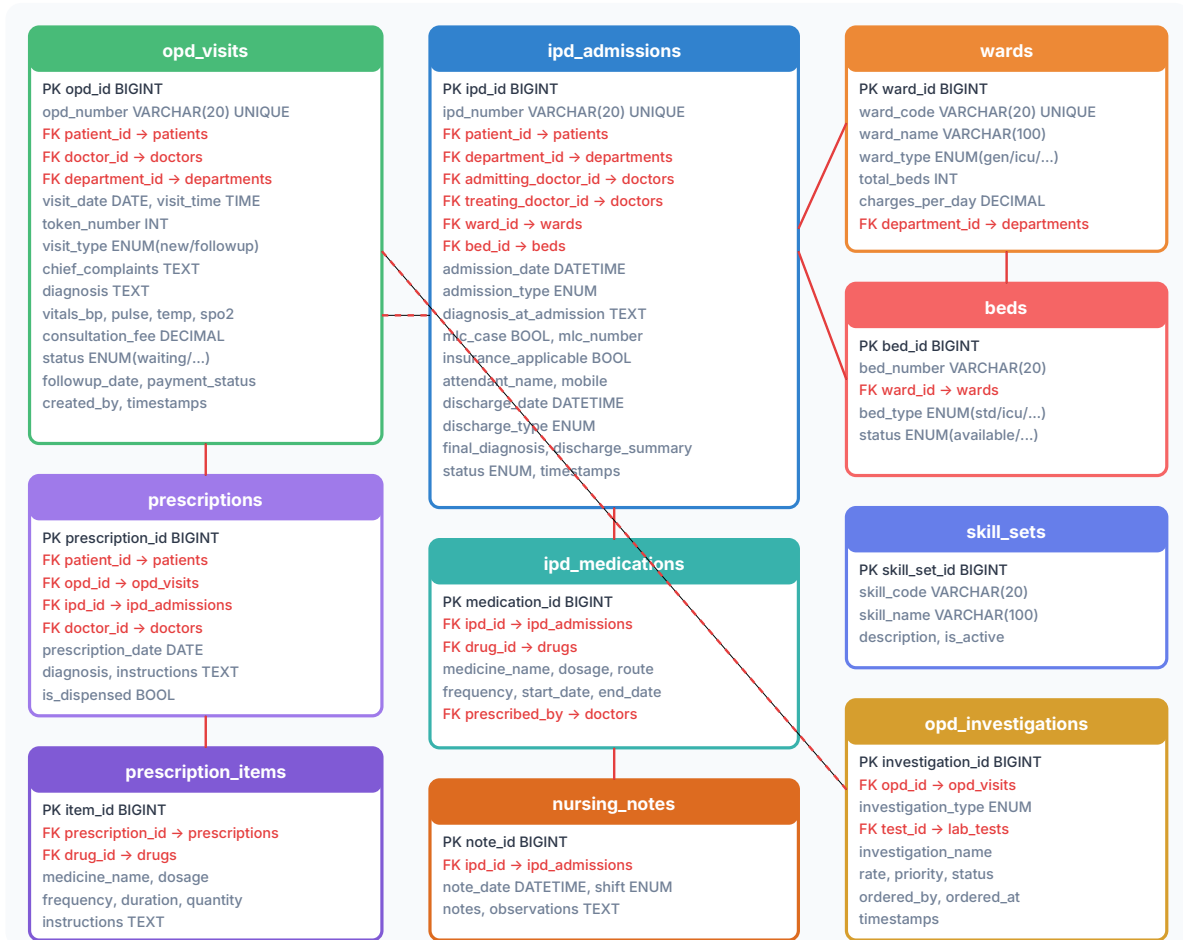 opd_visits
PK opd_id BIGINT
opd_number VARCHAR(20) UNIQUE
FK patient_id → patients
FK doctor_id → doctors
FK department_id → departments
visit_date DATE, visit_time TIME
token_number INT
visit_type ENUM(new/followup)
chief_complaints TEXT
diagnosis TEXT
vitals_bp, pulse, temp, spo2
consultation_fee DECIMAL
status ENUM(waiting/...)
followup_date, payment_status
created_by, timestamps
prescriptions
PK prescription_id BIGINT
FK patient_id → patients
FK opd_id → opd_visits
FK ipd_id → ipd_admissions
FK doctor_id → doctors
prescription_date DATE
diagnosis, instructions TEXT
is_dispensed BOOL
prescription_items
PK item_id BIGINT
FK prescription_id → prescriptions
FK drug_id → drugs
medicine_name, dosage
frequency, duration, quantity
instructions TEXT
ipd_admissions
PK ipd_id BIGINT
ipd_number VARCHAR(20) UNIQUE
FK patient_id → patients
FK department_id → departments
FK admitting_doctor_id → doctors
FK treating_doctor_id → doctors
FK ward_id → wards
FK bed_id → beds
admission_date DATETIME
admission_type ENUM
diagnosis_at_admission TEXT
mlc_case BOOL, mlc_number
insurance_applicable BOOL
attendant_name, mobile
discharge_date DATETIME
discharge_type ENUM
final_diagnosis, discharge_summary
status ENUM, timestamps
ipd_medications
PK medication_id BIGINT
FK ipd_id → ipd_admissions
FK drug_id → drugs
medicine_name, dosage, route
frequency, start_date, end_date
FK prescribed_by → doctors
nursing_notes
PK note_id BIGINT
FK ipd_id → ipd_admissions
note_date DATETIME, shift ENUM
notes, observations TEXT
wards
PK ward_id BIGINT
ward_code VARCHAR(20) UNIQUE
ward_name VARCHAR(100)
ward_type ENUM(gen/icu/...)
total_beds INT
charges_per_day DECIMAL
FK department_id → departments
beds
PK bed_id BIGINT
bed_number VARCHAR(20)
FK ward_id → wards
bed_type ENUM(std/icu/...)
status ENUM(available/...)
skill_sets
PK skill_set_id BIGINT
skill_code VARCHAR(20)
skill_name VARCHAR(100)
description, is_active
opd_investigations
PK investigation_id BIGINT
FK opd_id → opd_visits
investigation_type ENUM
FK test_id → lab_tests
investigation_name
rate, priority, status
ordered_by, ordered_at
timestamps